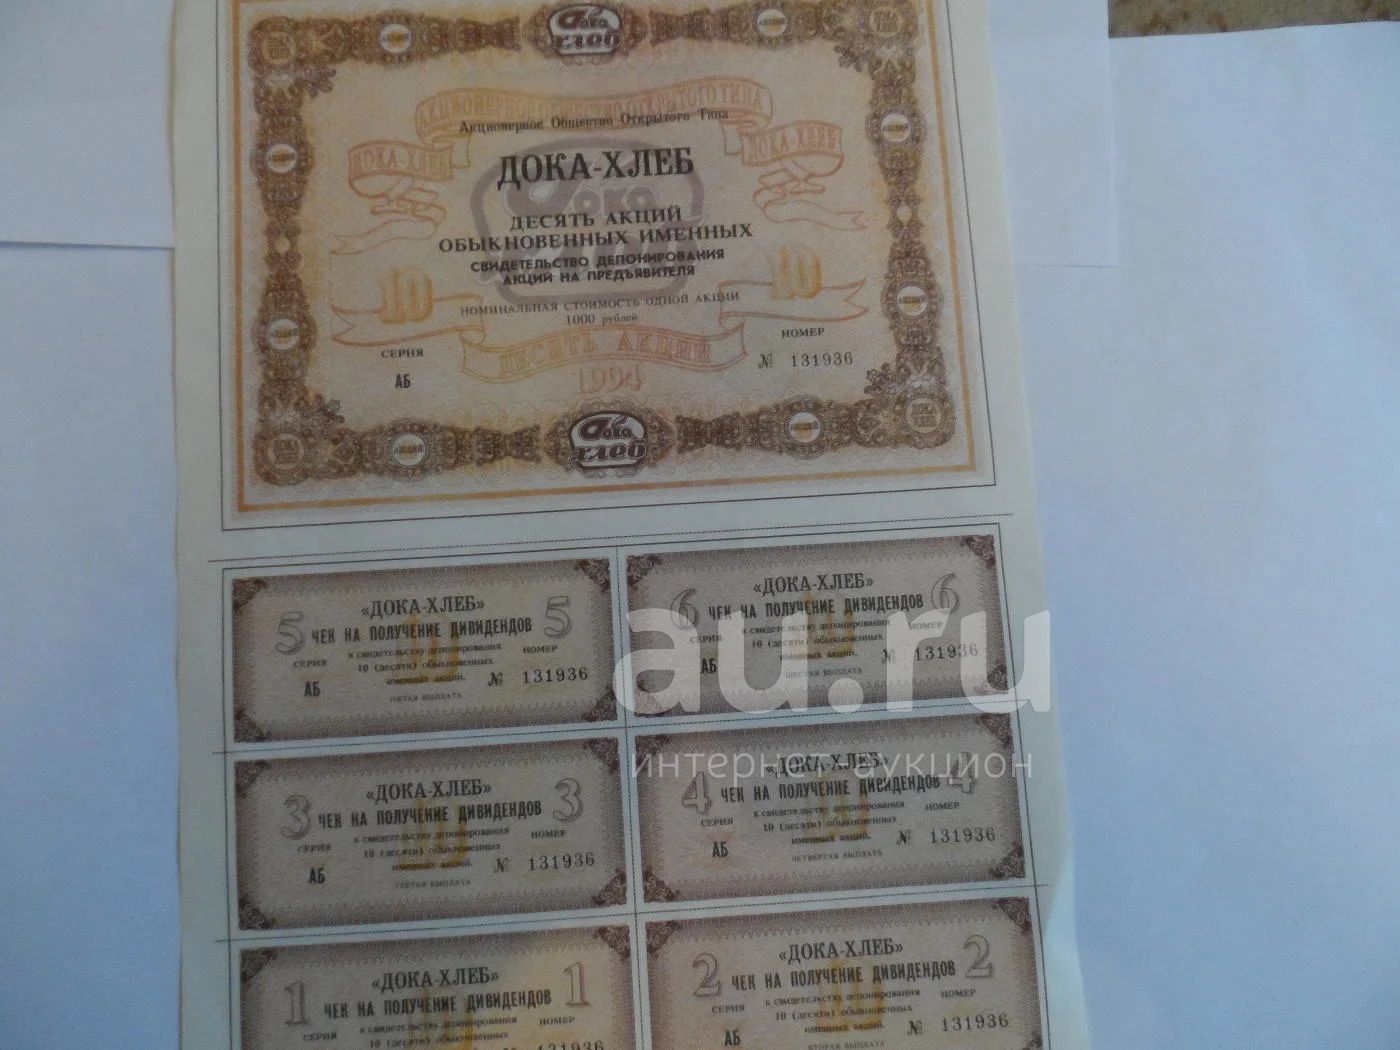 Дока хлеб
АКЦИОНЕРНОЕ ОБЩЕСТВО ОТКРЫТОГО ТИПА
Акционерное Общество Открытого Типа
ДОКА-ХЛЕБ
ДОКА-ХЛЕБ
ДОКА-ХЛЕБ
ДЕСЯТЬ АКЦИЙ
ОБЫКНОВЕННЫХ ИМЕННЫХ
СВИДЕТЕЛЬСТВО ДЕПОНИРОВАНИЯ
АКЦИЙ НА ПРЕДЪЯВИТЕЛЯ
10 10
НОМИНАЛЬНАЯ СТОИМОСТЬ ОДНОЙ АКЦИИ
1000 рублей
СЕРИЯ НОМЕР
ДЕСЯТЬ АКЦИЙ
АБ № 131936
1994
Дока хлеб
5 «ДОКА-ХЛЕБ» 5
ЧЕК НА ПОЛУЧЕНИЕ ДИВИДЕНДОВ
к свидетельству депонирования
СЕРИЯ 10 (десяти) обыкновенных НОМЕР
АБ именных акций. № 131936
ПЯТАЯ ВЫПЛАТА
6 «ДОКА-ХЛЕБ» 6
ЧЕК НА ПОЛУЧЕНИЕ ДИВИДЕНДОВ
к свидетельству депонирования
СЕРИЯ 10 (десяти) обыкновенных НОМЕР
АБ именных акций. № 131936
ШЕСТАЯ ВЫПЛАТА
au.ru
интернет-аукцион
3 «ДОКА-ХЛЕБ» 3
ЧЕК НА ПОЛУЧЕНИЕ ДИВИДЕНДОВ
к свидетельству депонирования
СЕРИЯ 10 (десяти) обыкновенных НОМЕР
АБ именных акций. № 131936
ТРЕТЬЯ ВЫПЛАТА
4 «ДОКА-ХЛЕБ» 4
ЧЕК НА ПОЛУЧЕНИЕ ДИВИДЕНДОВ
к свидетельству депонирования
СЕРИЯ 10 (десяти) обыкновенных НОМЕР
АБ именных акций. № 131936
ЧЕТВЕРТАЯ ВЫПЛАТА
1 «ДОКА-ХЛЕБ» 1
ЧЕК НА ПОЛУЧЕНИЕ ДИВИДЕНДОВ
к свидетельству депонирования
СЕРИЯ 10 (десяти) обыкновенных НОМЕР
131936
2 «ДОКА-ХЛЕБ» 2
ЧЕК НА ПОЛУЧЕНИЕ ДИВИДЕНДОВ
к свидетельству депонирования
СЕРИЯ 10 (десяти) обыкновенных НОМЕР
АБ именных акций. № 131936
ВТОРАЯ ВЫПЛАТА